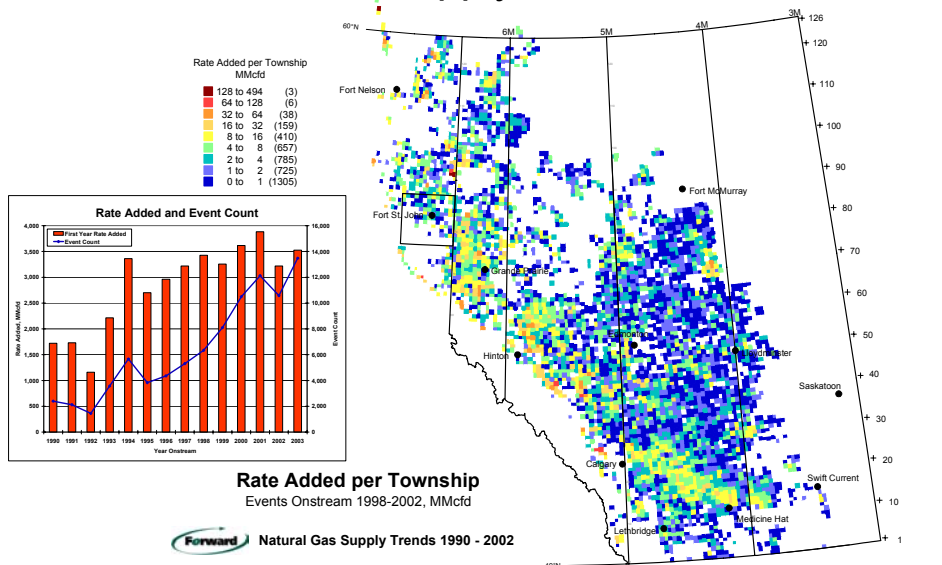 60°N
6M
5M
4M
3M
126
120
110
100
90
80
70
60
50
40
30
20
10
1
Rate Added per Township
MMcfd
128 to 494 (3)
64 to 128 (6)
32 to 64 (38)
16 to 32 (159)
8 to 16 (410)
4 to 8 (657)
2 to 4 (785)
1 to 2 (725)
0 to 1 (1305)
Fort Nelson
Fort McMurray
Fort St. John
Grande Prairie
Edmonton
Hinton
Lloydminster
Saskatoon
Calgary
Swift Current
Medicine Hat
Lethbridge
Rate Added and Event Count
First Year Rate Added
Event Count
Rate Added, MMcfd
4,000
3,500
3,000
2,500
2,000
1,500
1,000
500
0
16,000
14,000
12,000
10,000
8,000
6,000
4,000
2,000
0
Event Count
1990 1991 1992 1993 1994 1995 1996 1997 1998 1999 2000 2001 2002 2003
Year Onstream
Rate Added per Township
Events Onstream 1998-2002, MMcfd
Forward
Natural Gas Supply Trends 1990 - 2002